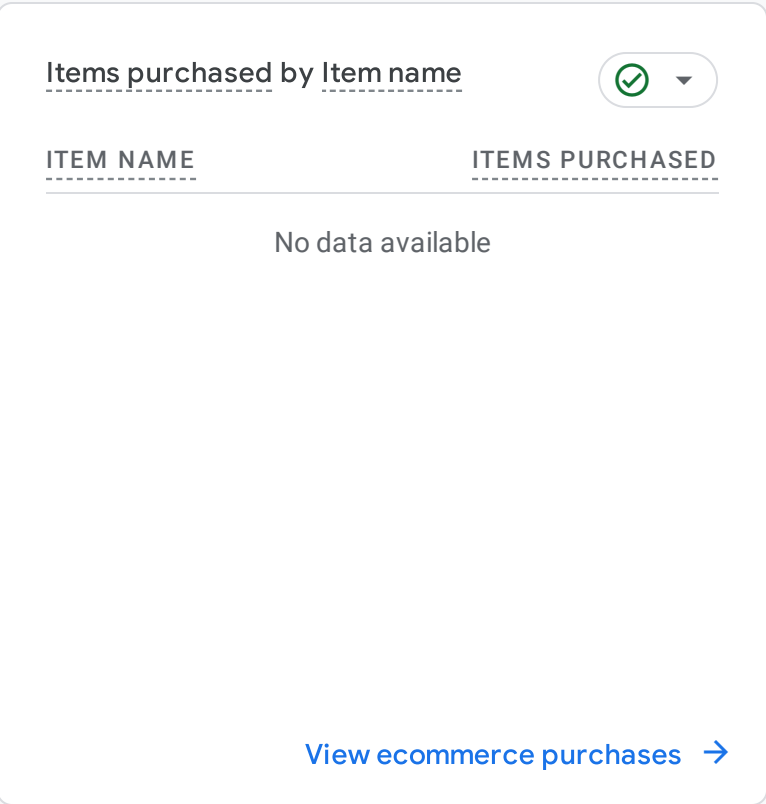 Items purchased by Item name
ITEM NAME ITEMS PURCHASED
No data available
View ecommerce purchases